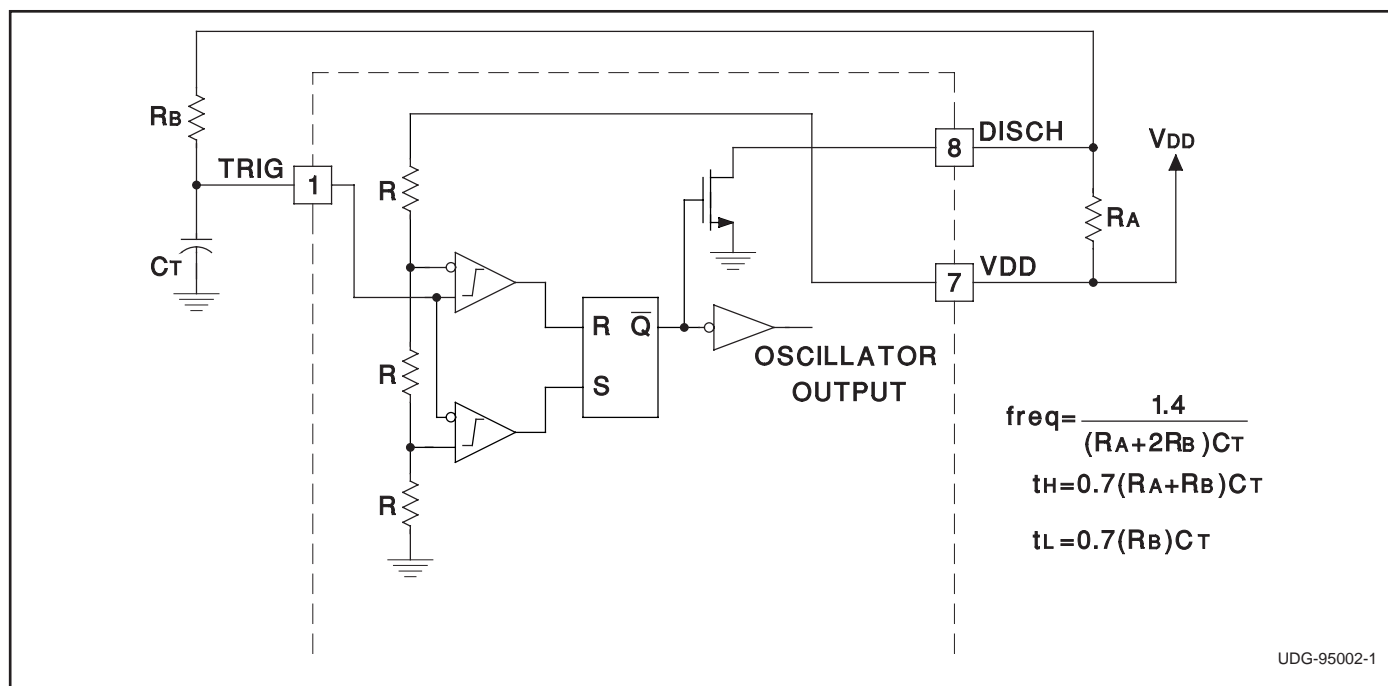 RB
TRIG
1
CT
R
R
R
R Q̅
S
8
DISCH
VDD
RA
7
VDD
OSCILLATOR
OUTPUT
freq= 1.4
(RA+2RB)CT
tH=0.7(RA+RB)CT
tL=0.7(RB)CT
UDG-95002-1